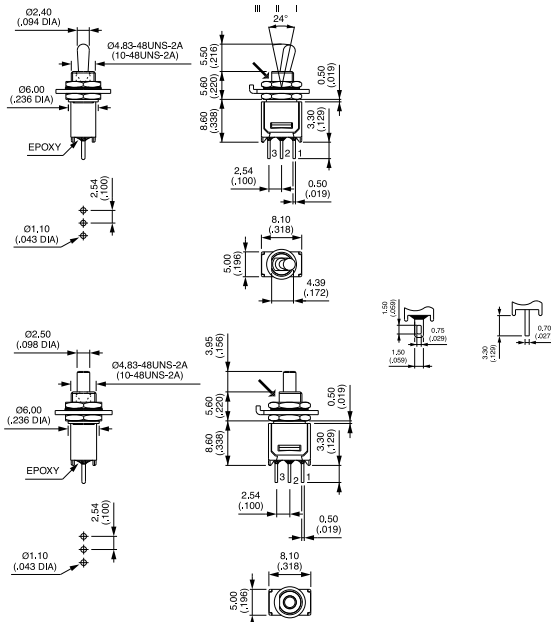 III II I
24°
Ø2.40
(.094 DIA)
Ø4.83-48UNS-2A
(10-48UNS-2A)
5.50
(.216)
5.60
(.220)
8.60
(.338)
0.50
(.019)
3.30
(.129)
Ø6.00
(.236 DIA)
EPOXY
3 2 1
2.54
(.100)
0.50
(.019)
2.54
(.100)
Ø1,10
(.043 DIA)
8.10
(.318)
5.00
(.196)
4.39
(.172)
1.50
(.059)
0.75
(.029)
1,50
(.059)
3.30
(.129)
0,70
(.027
Ø2.50
(.098 DIA)
Ø4,83-48UNS-2A
(10-48UNS-2A)
3.95
(.156)
5.60
(.220)
8.60
(.338)
0.50
(.019)
3.30
(.129)
Ø6,00
(.236 DIA)
EPOXY
3 2 1
2.54
(.100)
0,50
(.019)
2.54
(.100)
Ø1.10
(.043 DIA)
8,10
(.318)
5.00
(.196)